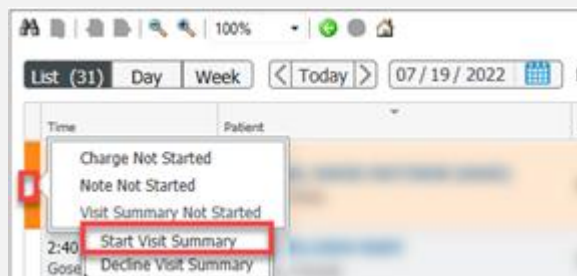 100%
List (31) Day Week Today 07/19/2022
Time Patient
Charge Not Started
Note Not Started
Visit Summary Not Started
Start Visit Summary
2:40
Decline Visit Summary
Gose